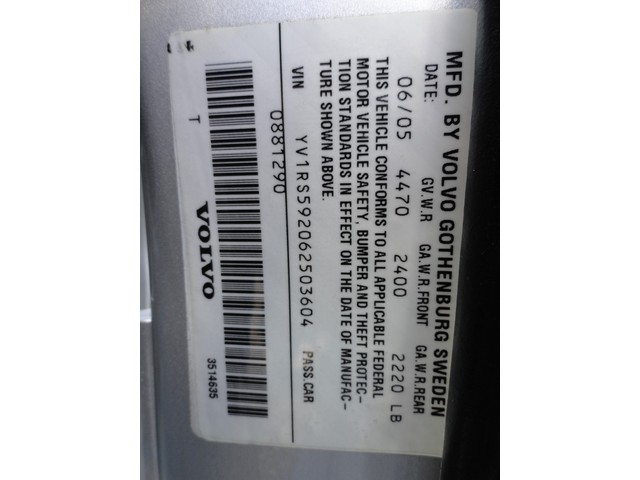 MFD. BY VOLVO GOTHENBURG SWEDEN
DATE: GV.W.R GA.W.R.FRONT GA.W.R.REAR
06/05 4470 2400 2220 LB
THIS VEHICLE CONFORMS TO ALL APPLICABLE FEDERAL
MOTOR VEHICLE SAFETY, BUMPER AND THEFT PROTEC-
TION STANDARDS IN EFFECT ON THE DATE OF MANUFAC-
TURE SHOWN ABOVE.
VIN YV1RS592062503604 PASS.CAR
0881290
T VOLVO 3514635